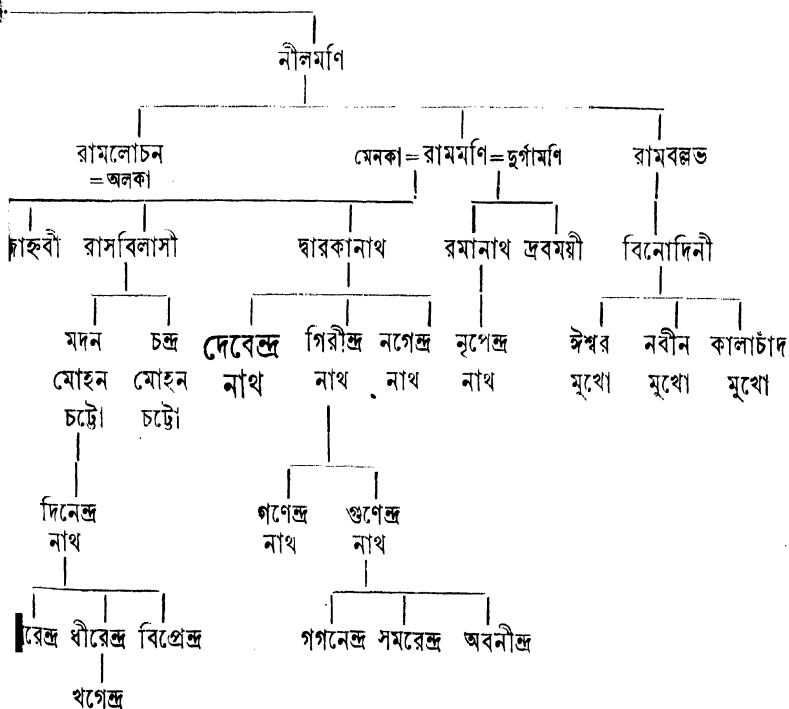 নীলমণি
রামলোচন মেনকা = রামমণি = দুর্গামণি রামবল্লভ
= অলকা
জাহ্নবী রাসবিলাসী দ্বারকানাথ রমানাথ দ্রবময়ী বিনোদিনী
মদন চন্দ্র দেবেন্দ্র গিরীন্দ্র নগেন্দ্র নৃপেন্দ্র ঈশ্বর নবীন কালাচাঁদ
মোহন মোহন নাথ নাথ নাথ নাথ মুখো মুখো মুখো
চট্টো চট্টো
দিনেন্দ্র গণেন্দ্র গুণেন্দ্র
নাথ নাথ নাথ
ধীরেন্দ্র বিপ্রেন্দ্র গগনেন্দ্র সমরেন্দ্র অবনীন্দ্র
খগেন্দ্র